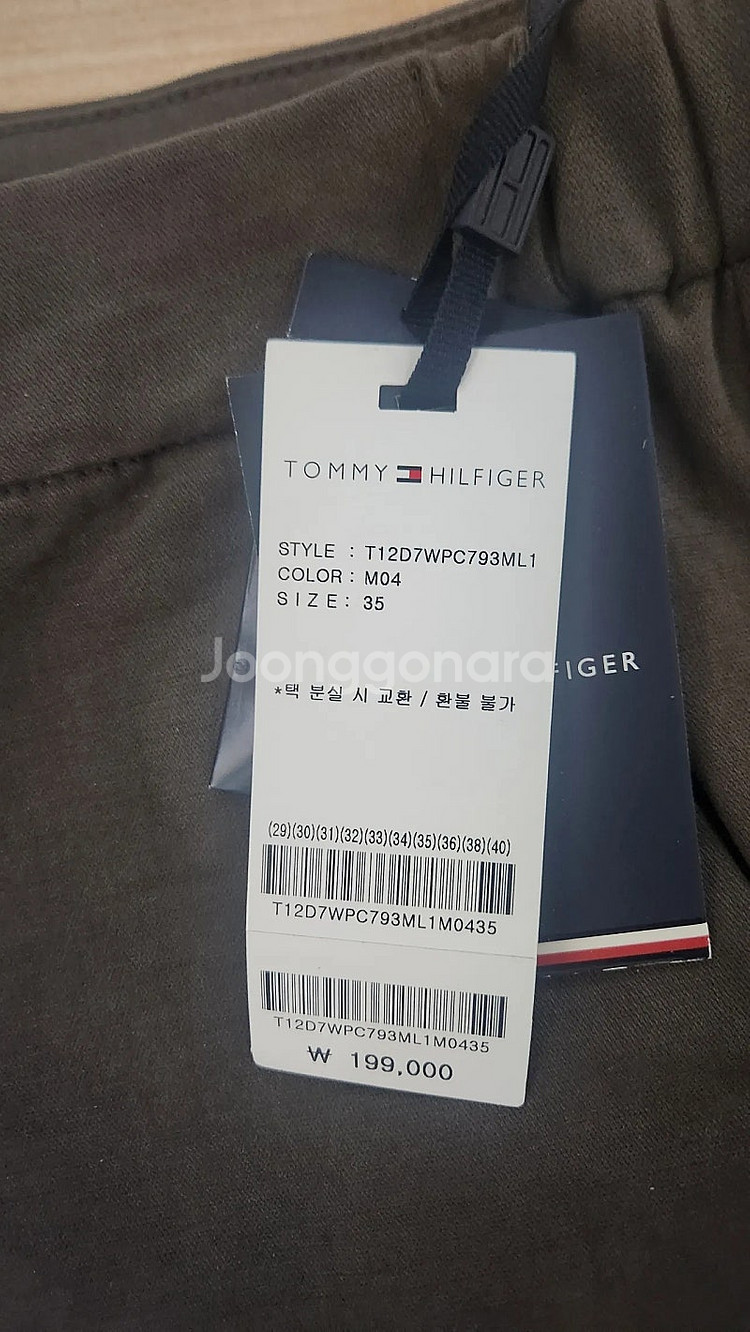 TOMMY HILFIGER
STYLE : T12D7WPC793ML1
COLOR : M04
SIZE : 35
Joonggonara
FIGER
*택 분실 시 교환 / 환불 불가
(29)(30)(31)(32)(33)(34)(35)(36)(38)(40)
T12D7WPC793ML1M0435
T12D7WPC793ML1M0435
₩ 199,000